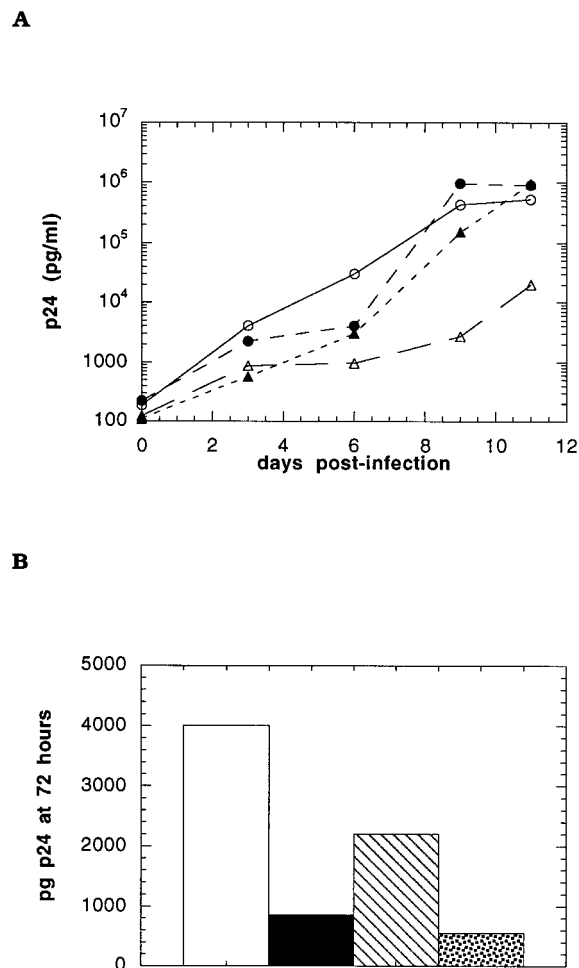 A
10^7
10^6
10^5
10^4
1000
100
p24 (pg/ml)
0 2 4 6 8 10 12
days post-infection
B
5000
4000
3000
2000
1000
0
pg p24 at 72 hours